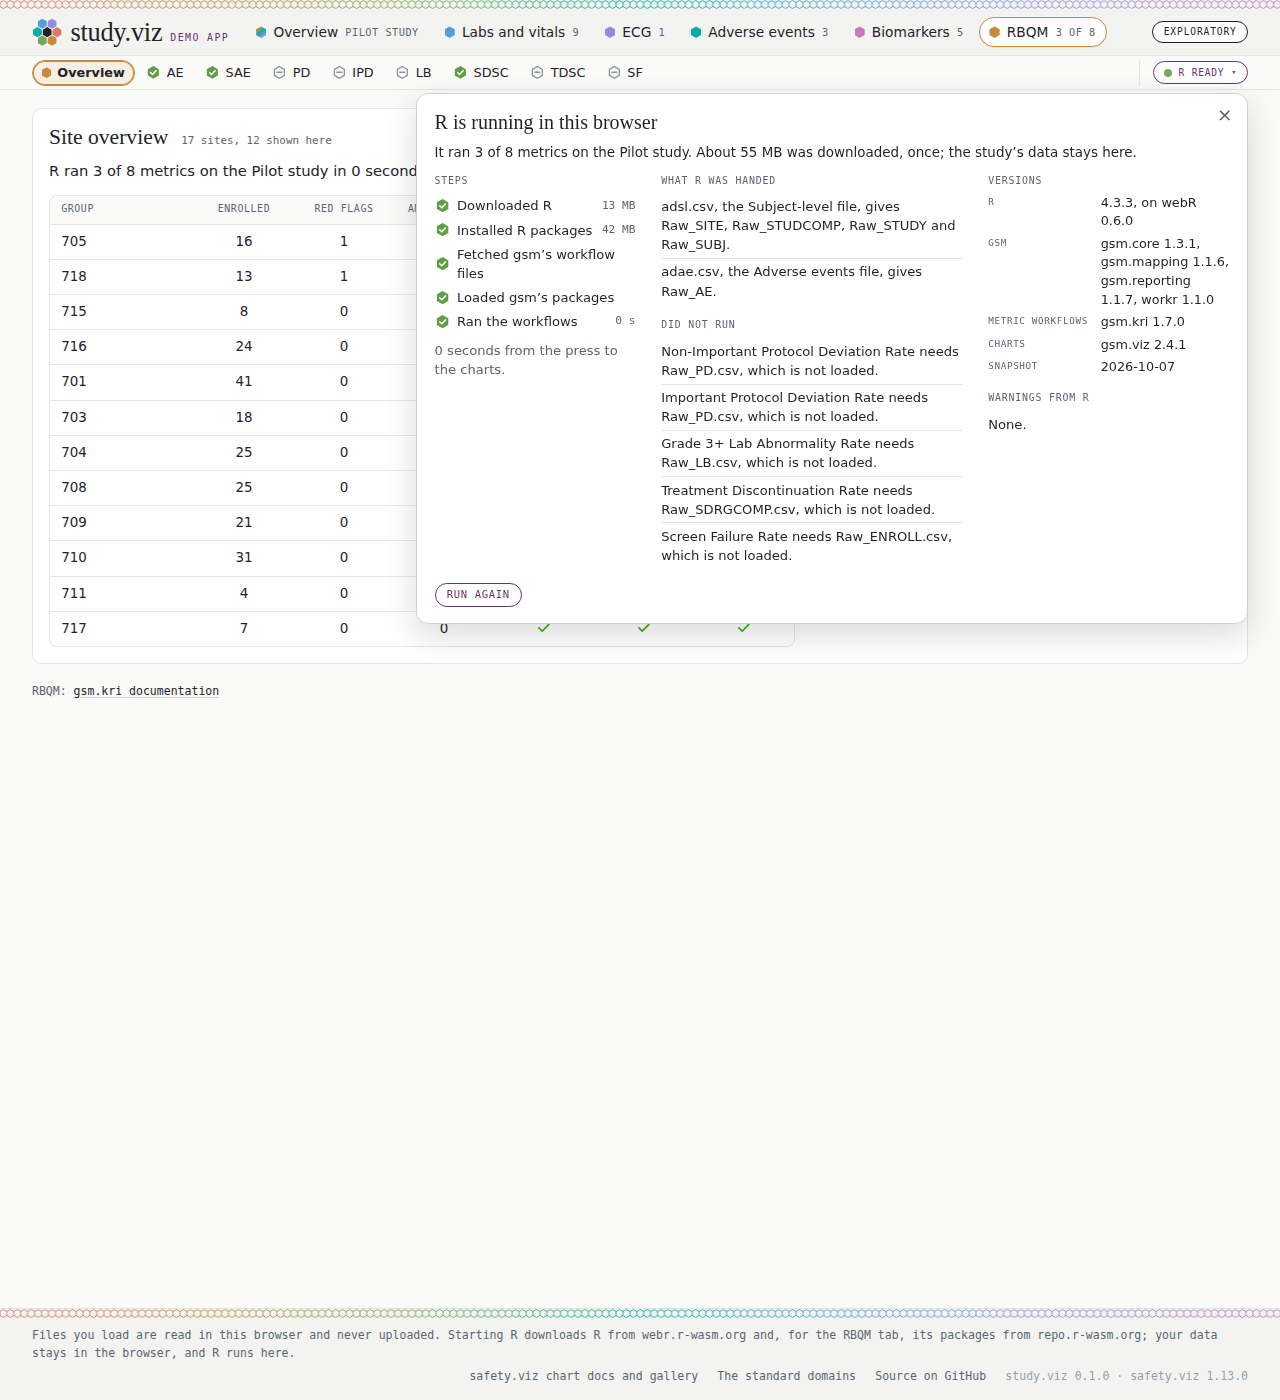 study.viz DEMO APP
Overview PILOT STUDY
Labs and vitals 9
ECG 1
Adverse events 3
Biomarkers 5
RBQM 3 OF 8
EXPLORATORY
Overview
AE
SAE
PD
IPD
LB
SDSC
TDSC
SF
R READY ▾
Site overview 17 sites, 12 shown here
R ran 3 of 8 metrics on the Pilot study in 0 second
GROUP ENROLLED RED FLAGS
705 16 1
718 13 1
715 8 0
716 24 0
701 41 0
703 18 0
704 25 0
708 25 0
709 21 0
710 31 0
711 4 0
717 7 0 0
R is running in this browser
×
It ran 3 of 8 metrics on the Pilot study. About 55 MB was downloaded, once; the study’s data stays here.
STEPS
Downloaded R 13 MB
Installed R packages 42 MB
Fetched gsm’s workflow
files
Loaded gsm’s packages
Ran the workflows 0 s
0 seconds from the press to
the charts.
WHAT R WAS HANDED
adsl.csv, the Subject-level file, gives
Raw_SITE, Raw_STUDCOMP, Raw_STUDY and
Raw_SUBJ.
adae.csv, the Adverse events file, gives
Raw_AE.
DID NOT RUN
Non-Important Protocol Deviation Rate needs
Raw_PD.csv, which is not loaded.
Important Protocol Deviation Rate needs
Raw_PD.csv, which is not loaded.
Grade 3+ Lab Abnormality Rate needs
Raw_LB.csv, which is not loaded.
Treatment Discontinuation Rate needs
Raw_SDRGCOMP.csv, which is not loaded.
Screen Failure Rate needs Raw_ENROLL.csv,
which is not loaded.
VERSIONS
R 4.3.3, on webR
0.6.0
GSM gsm.core 1.3.1,
gsm.mapping 1.1.6,
gsm.reporting
1.1.7, workr 1.1.0
METRIC WORKFLOWS gsm.kri 1.7.0
CHARTS gsm.viz 2.4.1
SNAPSHOT 2026-10-07
WARNINGS FROM R
None.
RUN AGAIN
RBQM: gsm.kri documentation
Files you load are read in this browser and never uploaded. Starting R downloads R from webr.r-wasm.org and, for the RBQM tab, its packages from repo.r-wasm.org; your data
stays in the browser, and R runs here.
safety.viz chart docs and gallery
The standard domains
Source on GitHub
study.viz 0.1.0 · safety.viz 1.13.0